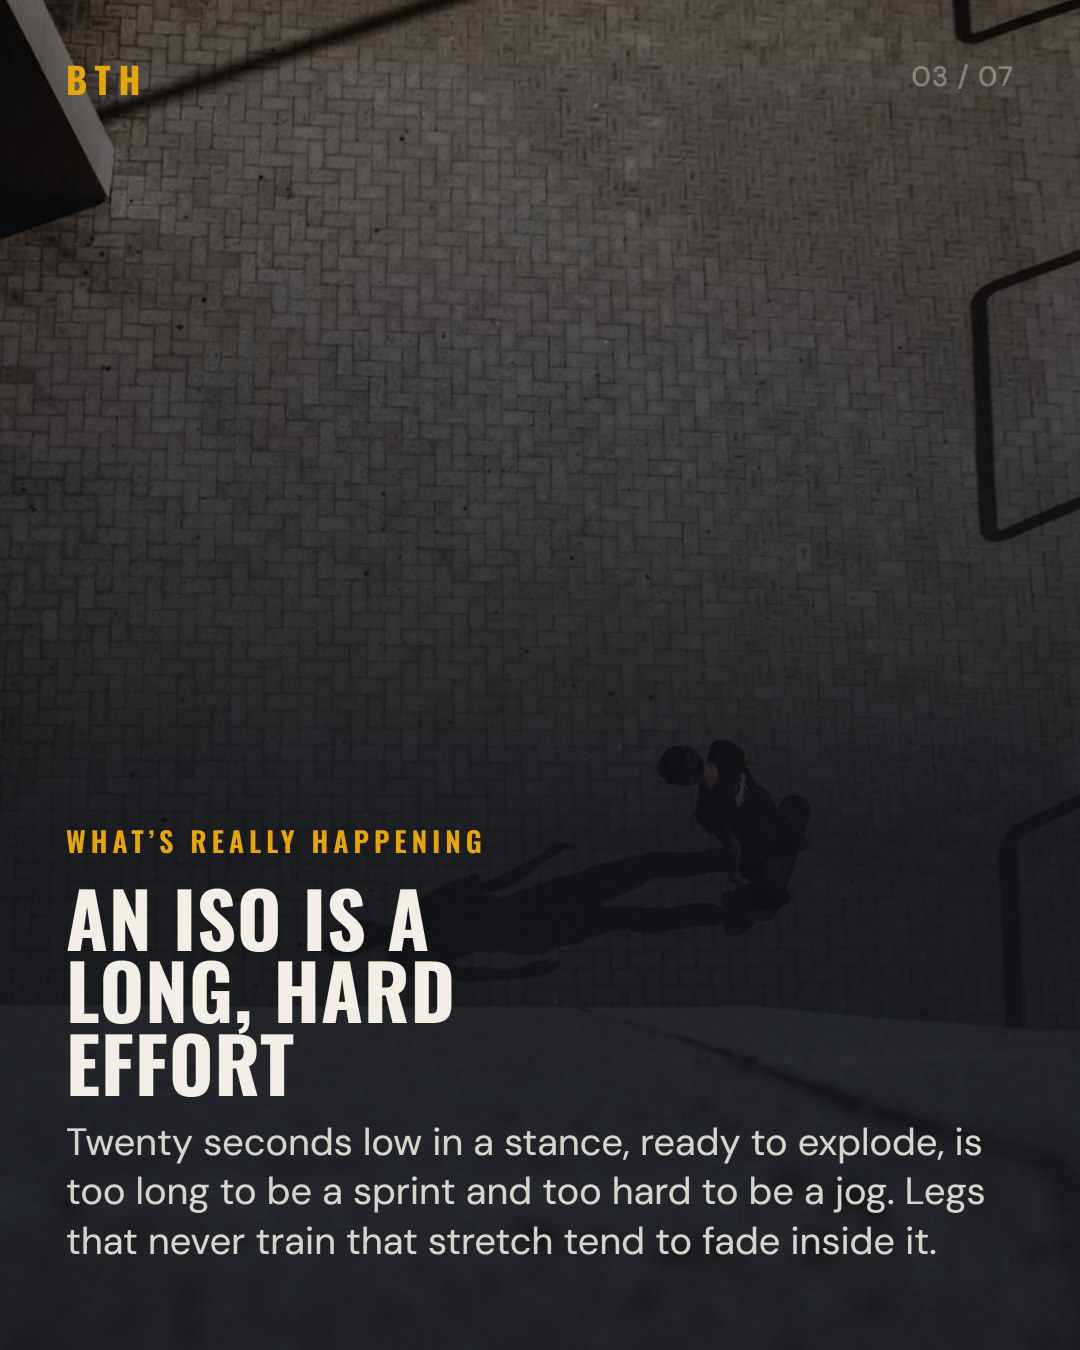 BTH
03 / 07
WHAT’S REALLY HAPPENING
AN ISO IS A
LONG, HARD
EFFORT
Twenty seconds low in a stance, ready to explode, is
too long to be a sprint and too hard to be a jog. Legs
that never train that stretch tend to fade inside it.